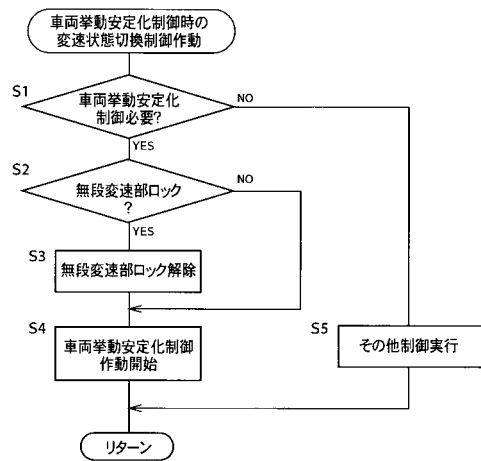 車両挙動安定化制御時の
変速状態切換制御作動
S1
車両挙動安定化
制御必要?
NO
YES
S2
無段変速部ロック
?
NO
YES
S3
無段変速部ロック解除
S4
車両挙動安定化制御
作動開始
S5
その他制御実行
リターン